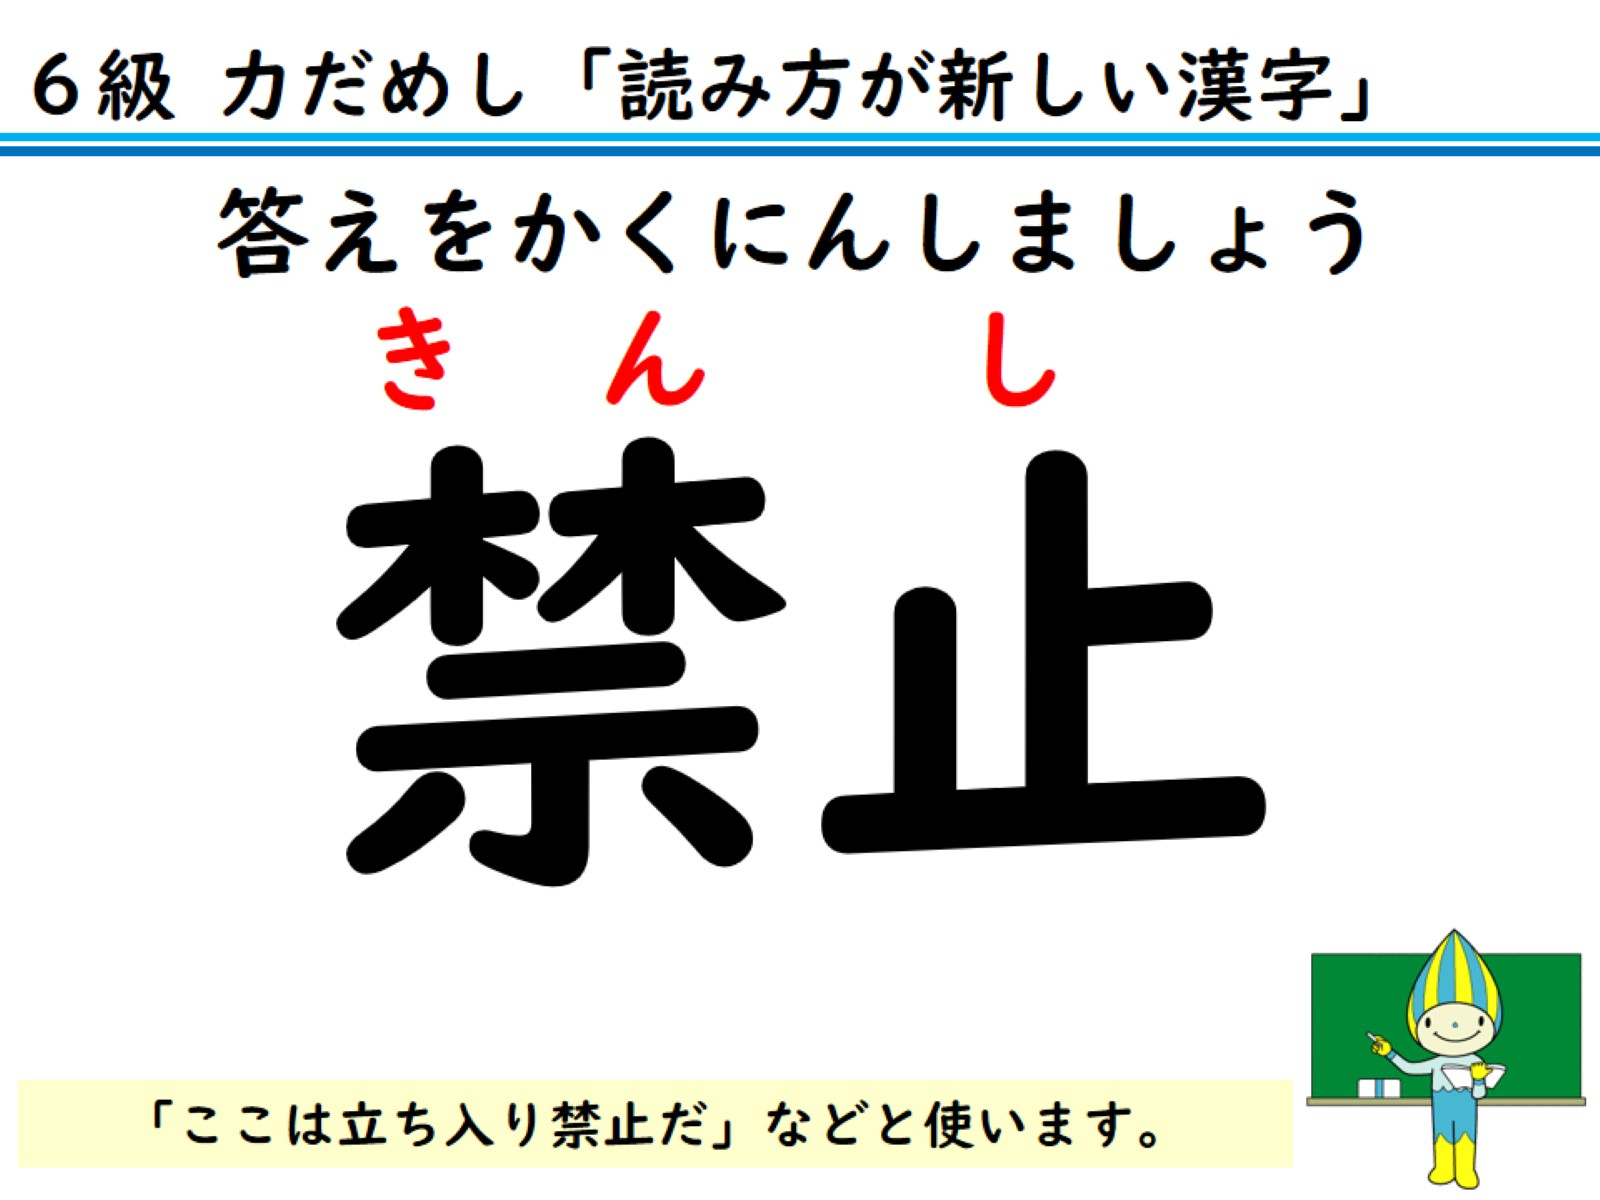 ６級 力だめし「読み方が新しい漢字」
答えをかくにんしましょう
きんし
禁止
「ここは立ち入り禁止だ」などと使います。